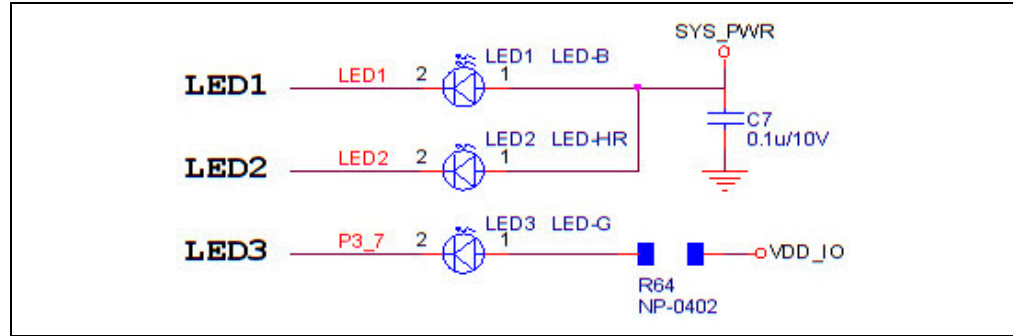 SYS_PWR
LED1 LED1 2 1 LED1 LED-B
C7
0.1u/10V
LED2 LED2 2 1 LED2 LED-HR
LED3 P3_7 2 1 LED3 LED-G
VDD_IO
R64
NP-0402